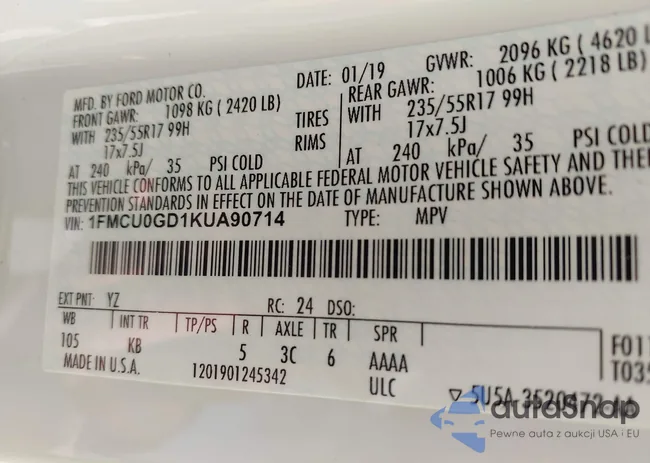 MFD. BY FORD MOTOR CO. DATE: 01/19 GVWR: 2096 KG ( 4620 L
FRONT GAWR: 1098 KG ( 2420 LB) REAR GAWR: 1006 KG ( 2218 LB)
WITH 235/55R17 99H TIRES WITH 235/55R17 99H
17x7.5J RIMS 17x7.5J
AT 240 kPa/ 35 PSI COLD AT 240 kPa/ 35 PSI COLD
THIS VEHICLE CONFORMS TO ALL APPLICABLE FEDERAL MOTOR VEHICLE SAFETY AND THE
PREVENTION STANDARDS IN EFFECT ON THE DATE OF MANUFACTURE SHOWN ABOVE.
VIN: 1FMCU0GD1KUA90714 TYPE: MPV
EXT PNT: YZ RC: 24 DSO:
WB INT TR TP/PS R AXLE TR SPR
105 KB 5 3C 6 AAAA
MADE IN U.S.A. 1201901245342 ULC
F011
T035
▽ 5U5A-3520472-
autoSnap
Pewne auta z aukcji USA i EU